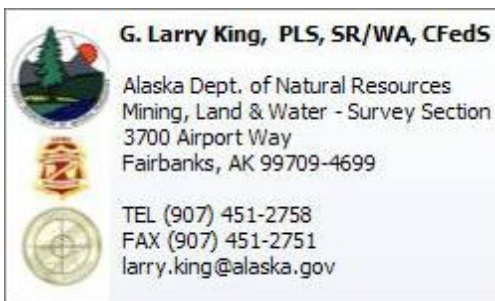 G. Larry King, PLS, SR/WA, CFedS
Alaska Dept. of Natural Resources
Mining, Land & Water - Survey Section
3700 Airport Way
Fairbanks, AK 99709-4699
TEL (907) 451-2758
FAX (907) 451-2751
larry.king@alaska.gov